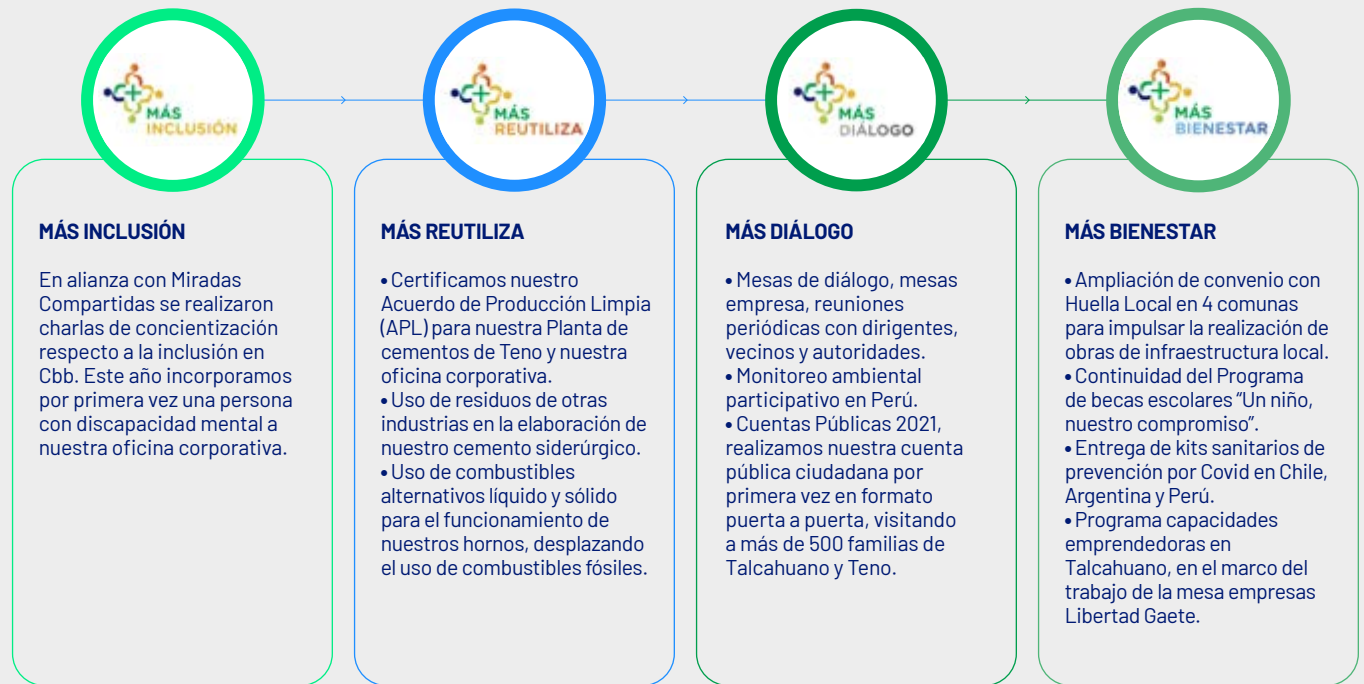 MÁS
INCLUSIÓN
MÁS
REUTILIZA
MÁS
DIÁLOGO
MÁS
BIENESTAR
MÁS INCLUSIÓN
En alianza con Miradas
Compartidas se realizaron
charlas de concientización
respecto a la inclusión en
Cbb. Este año incorporamos
por primera vez una persona
con discapacidad mental a
nuestra oficina corporativa.
MÁS REUTILIZA
• Certificamos nuestro
Acuerdo de Producción Limpia
(APL) para nuestra Planta de
cementos de Teno y nuestra
oficina corporativa.
• Uso de residuos de otras
industrias en la elaboración de
nuestro cemento siderúrgico.
• Uso de combustibles
alternativos líquido y sólido
para el funcionamiento de
nuestros hornos, desplazando
el uso de combustibles fósiles.
MÁS DIÁLOGO
• Mesas de diálogo, mesas
empresa, reuniones
periódicas con dirigentes,
vecinos y autoridades.
• Monitoreo ambiental
participativo en Perú.
• Cuentas Públicas 2021,
realizamos nuestra cuenta
pública ciudadana por
primera vez en formato
puerta a puerta, visitando
a más de 500 familias de
Talcahuano y Teno.
MÁS BIENESTAR
• Ampliación de convenio con
Huella Local en 4 comunas
para impulsar la realización de
obras de infraestructura local.
• Continuidad del Programa
de becas escolares “Un niño,
nuestro compromiso”.
• Entrega de kits sanitarios de
prevención por Covid en Chile,
Argentina y Perú.
• Programa capacidades
emprendedoras en
Talcahuano, en el marco del
trabajo de la mesa empresas
Libertad Gaete.